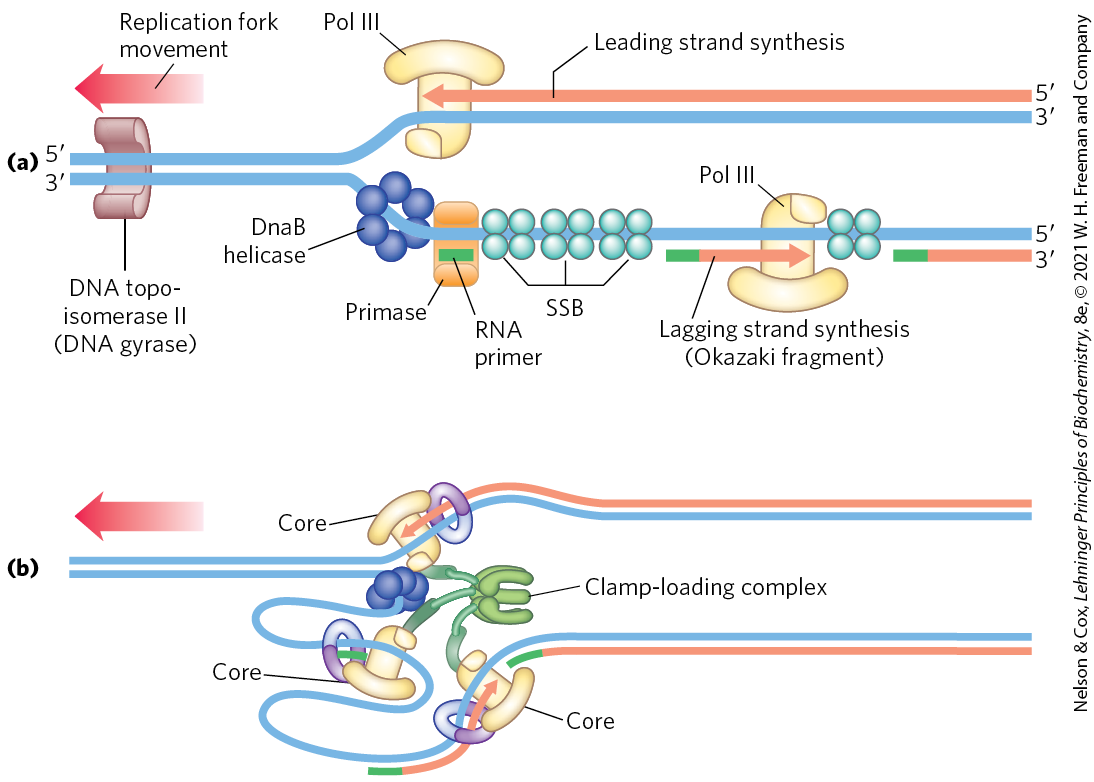 Replication fork
movement
Pol III
Leading strand synthesis
5′
3′
(a)
5′
3′
Pol III
DnaB
helicase
5′
3′
DNA topo-
isomerase II
(DNA gyrase)
Primase
RNA
primer
SSB
Lagging strand synthesis
(Okazaki fragment)
Core
(b)
Clamp-loading complex
Core
Core
Nelson & Cox, Lehninger Principles of Biochemistry, 8e, © 2021 W. H. Freeman and Company